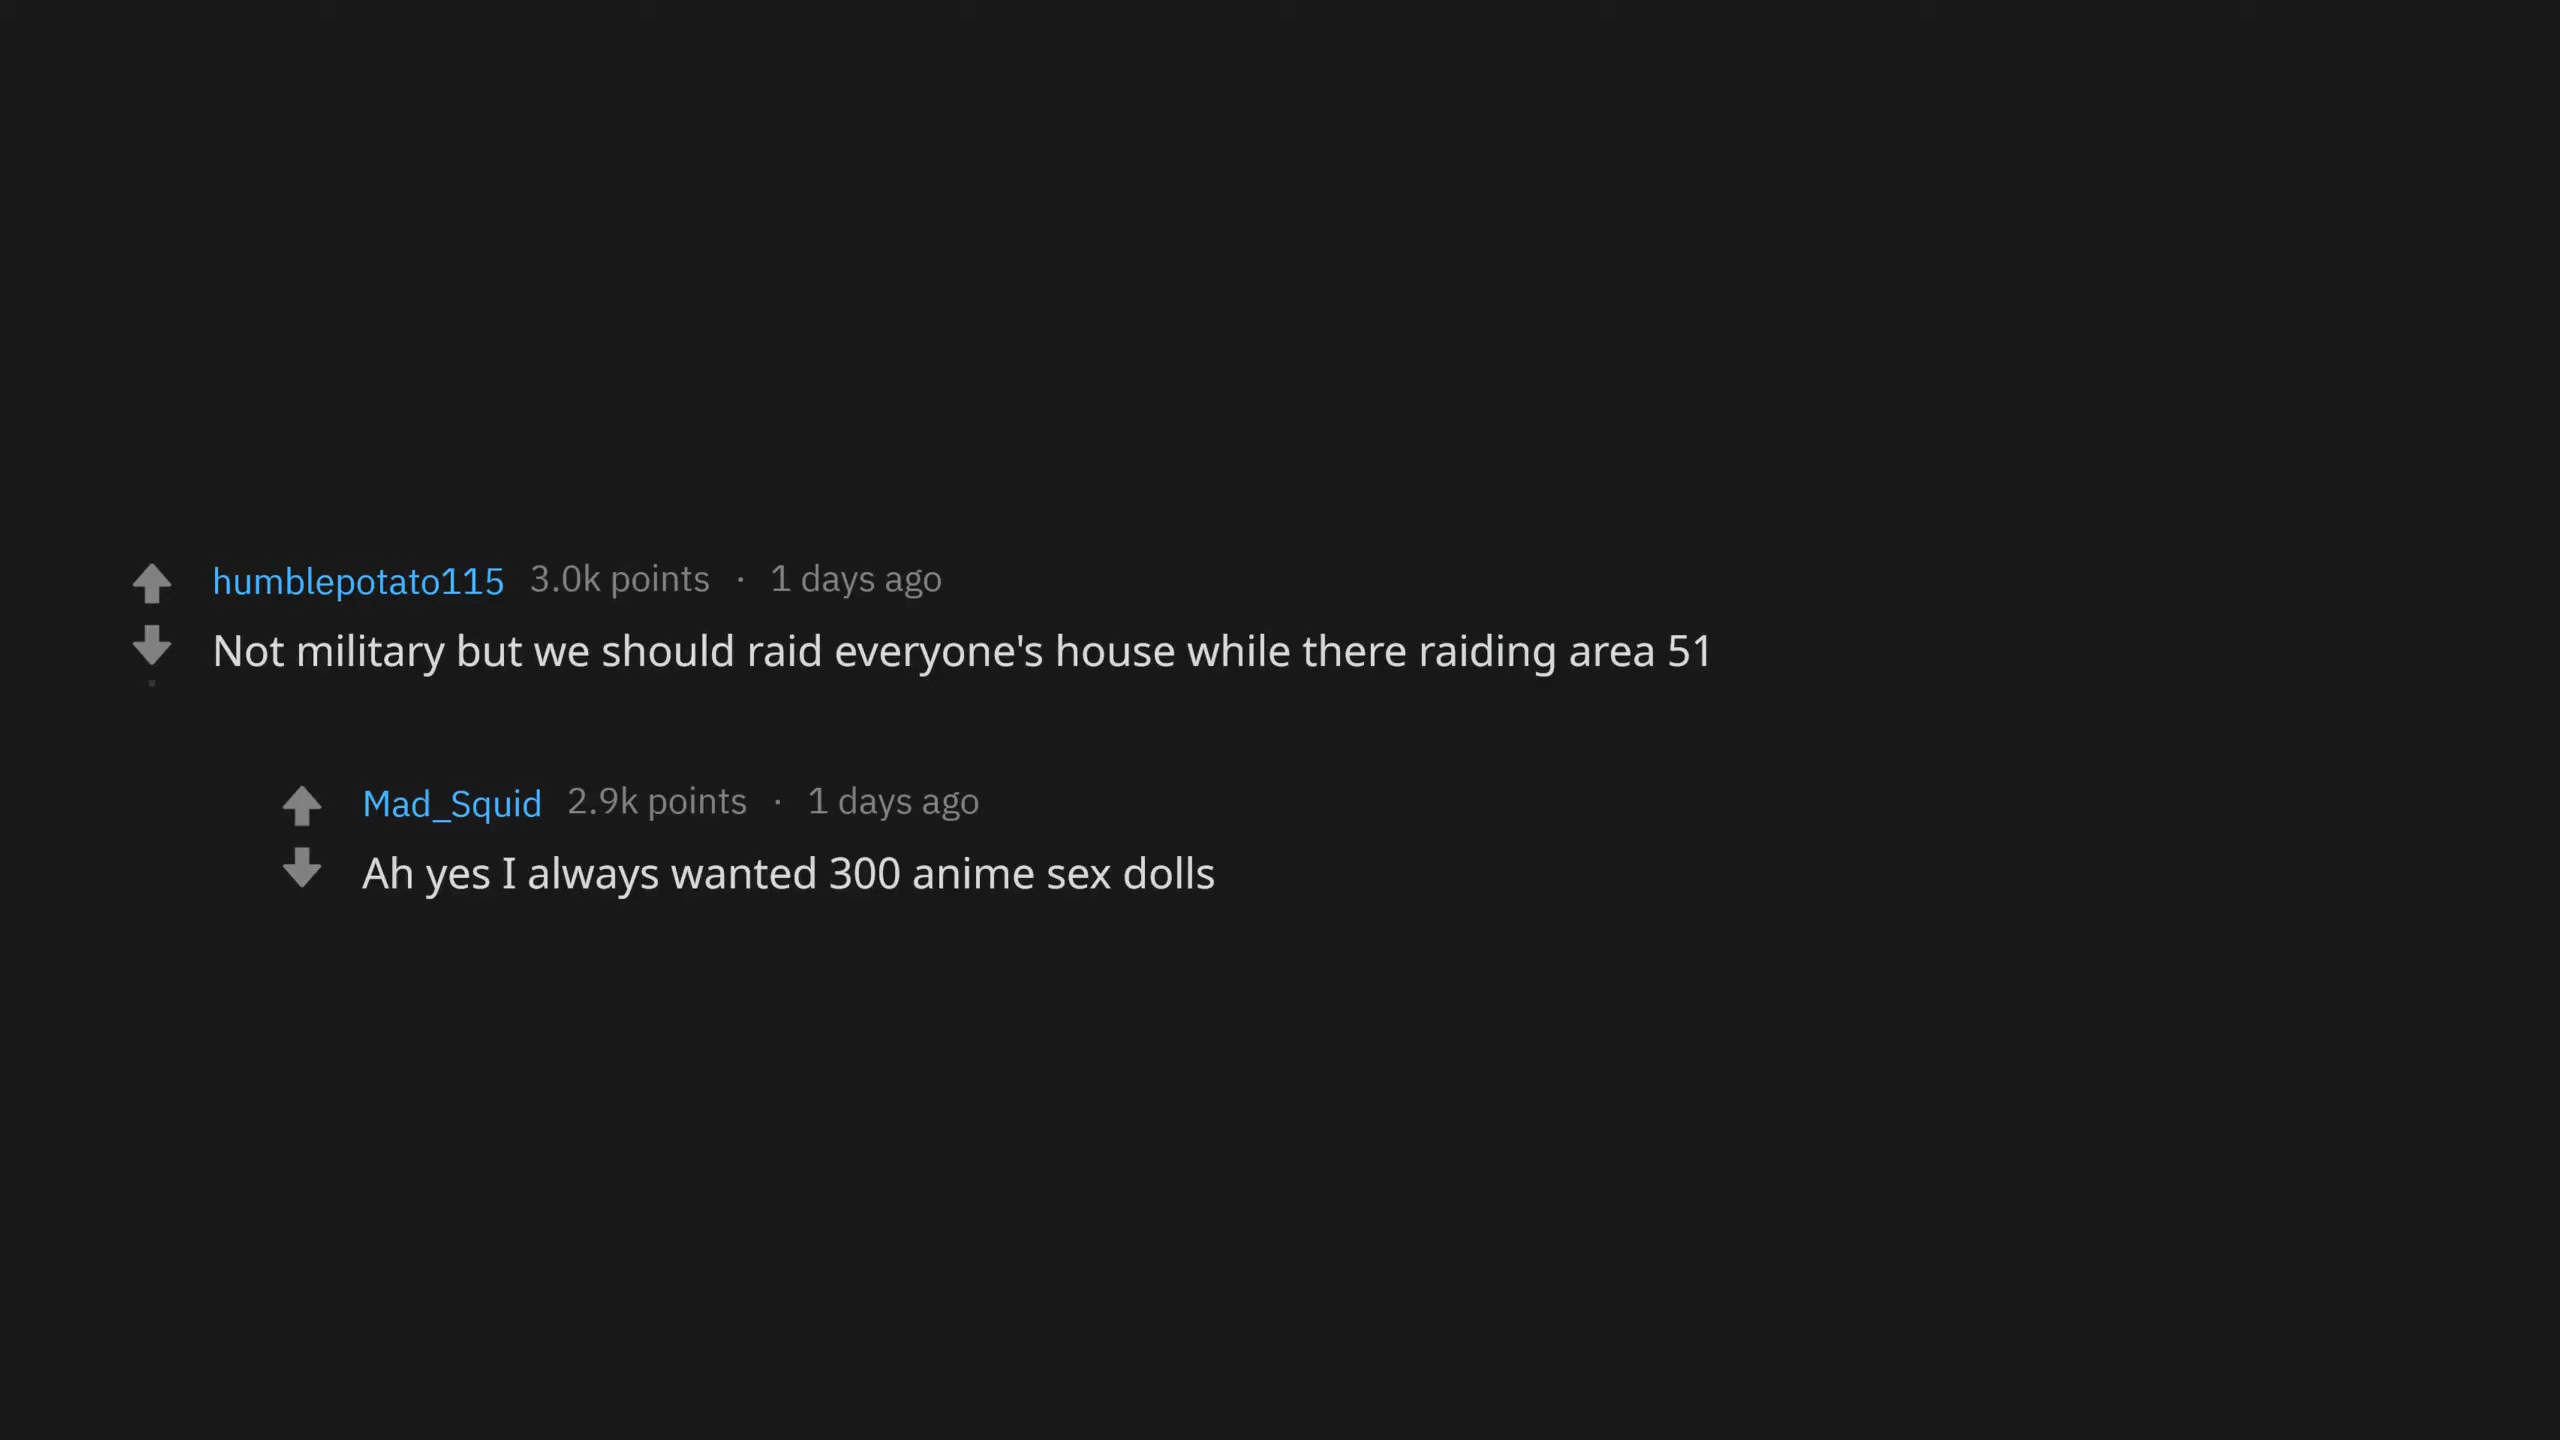 humblepotato115 3.0k points · 1 days ago
Not military but we should raid everyone's house while there raiding area 51
Mad_Squid 2.9k points · 1 days ago
Ah yes I always wanted 300 anime sex dolls